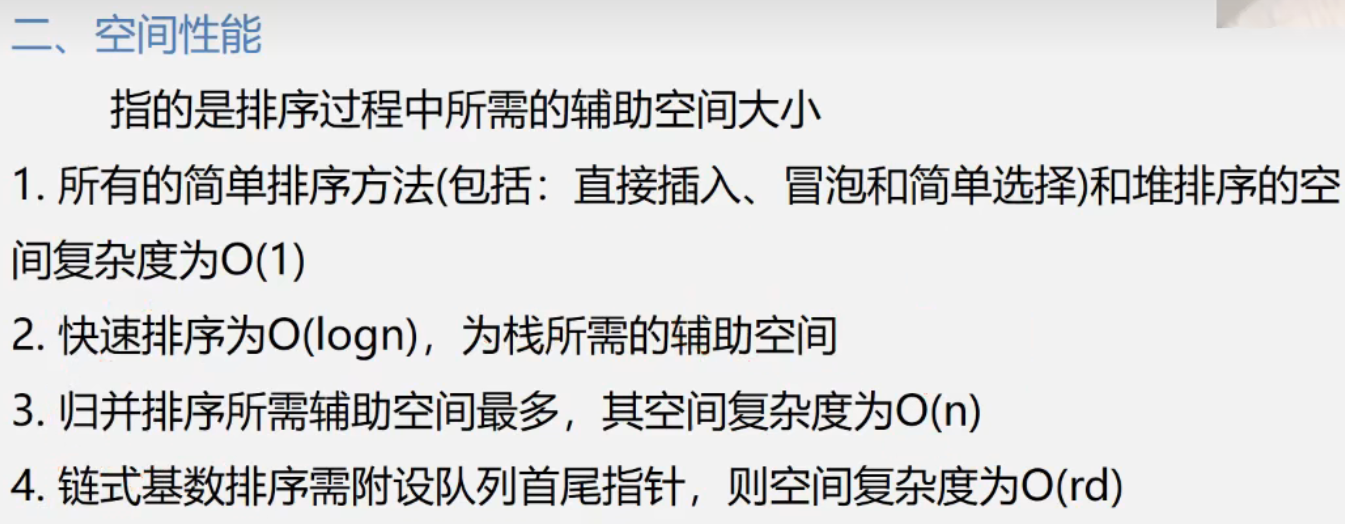 二、空间性能
指的是排序过程中所需的辅助空间大小
1. 所有的简单排序方法(包括：直接插入、冒泡和简单选择)和堆排序的空
间复杂度为O(1)
2. 快速排序为O(logn)，为栈所需的辅助空间
3. 归并排序所需辅助空间最多，其空间复杂度为O(n)
4. 链式基数排序需附设队列首尾指针，则空间复杂度为O(rd)